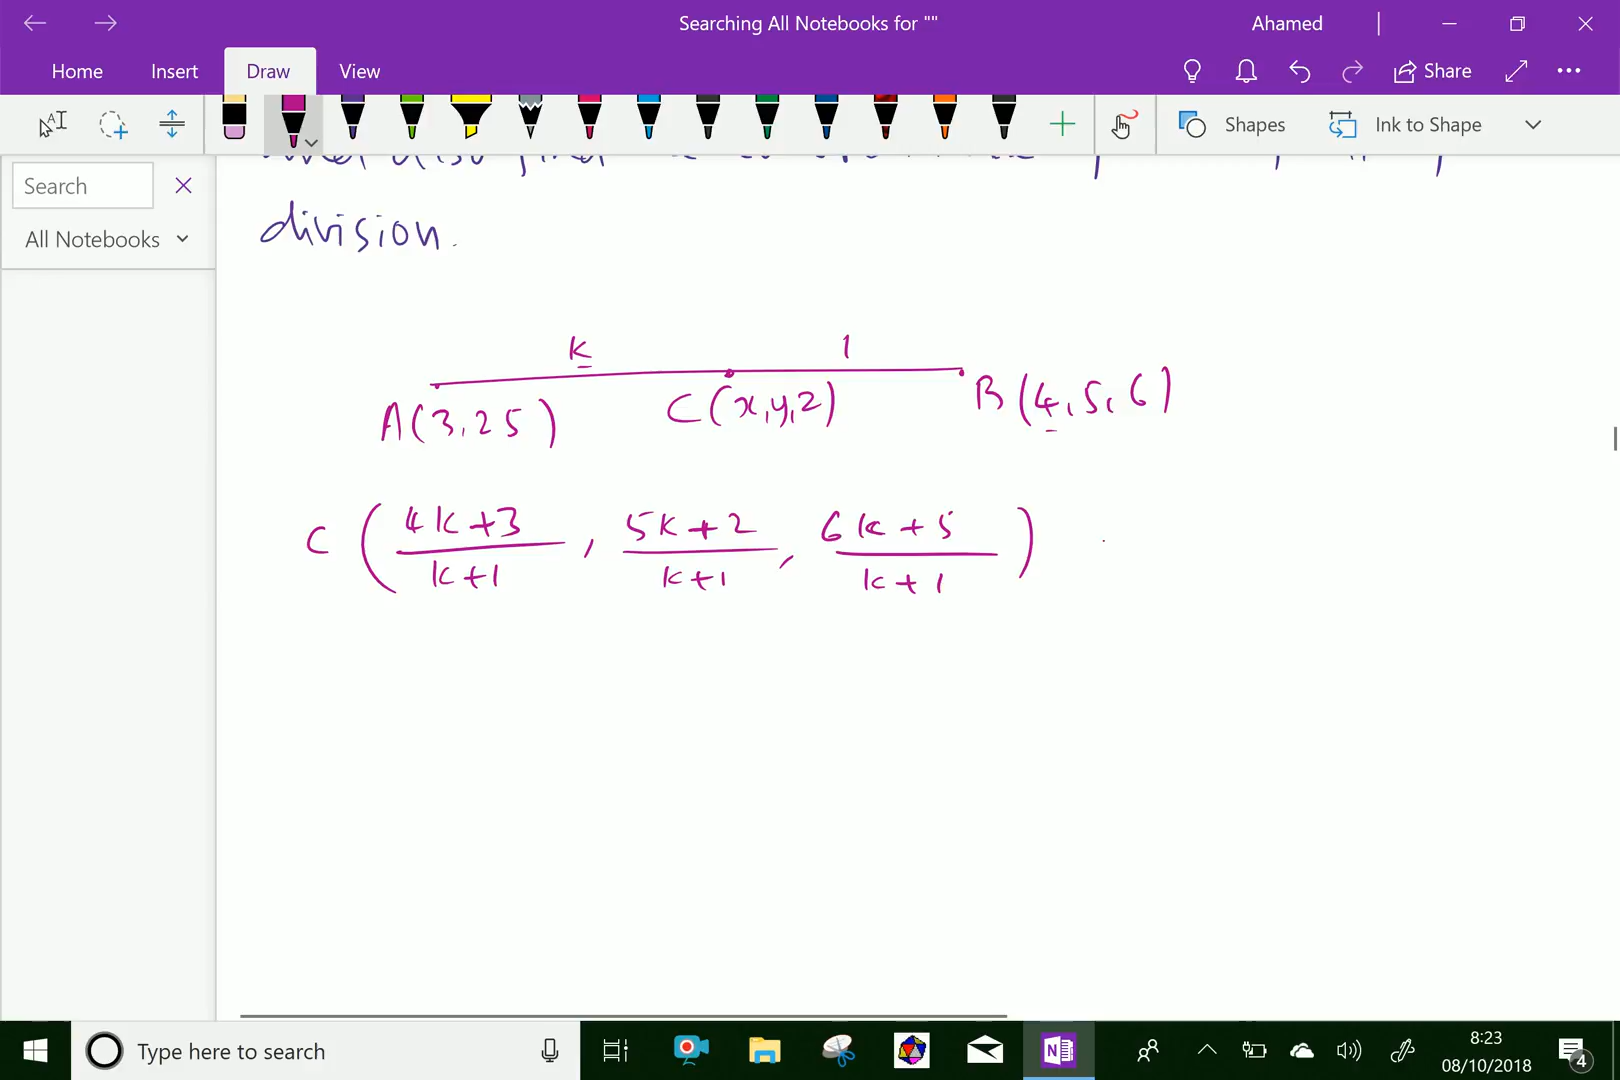 Searching All Notebooks for ""
Ahamed
Home Insert Draw View
Share
Shapes Ink to Shape
Search
All Notebooks
division.
k 1
A(3,25) C(x,y,z) B(4,5,6)
C ( 4k+3 / k+1 , 5k+2 / k+1 , 6k+5 / k+1 )
Type here to search
8:23
08/10/2018
4